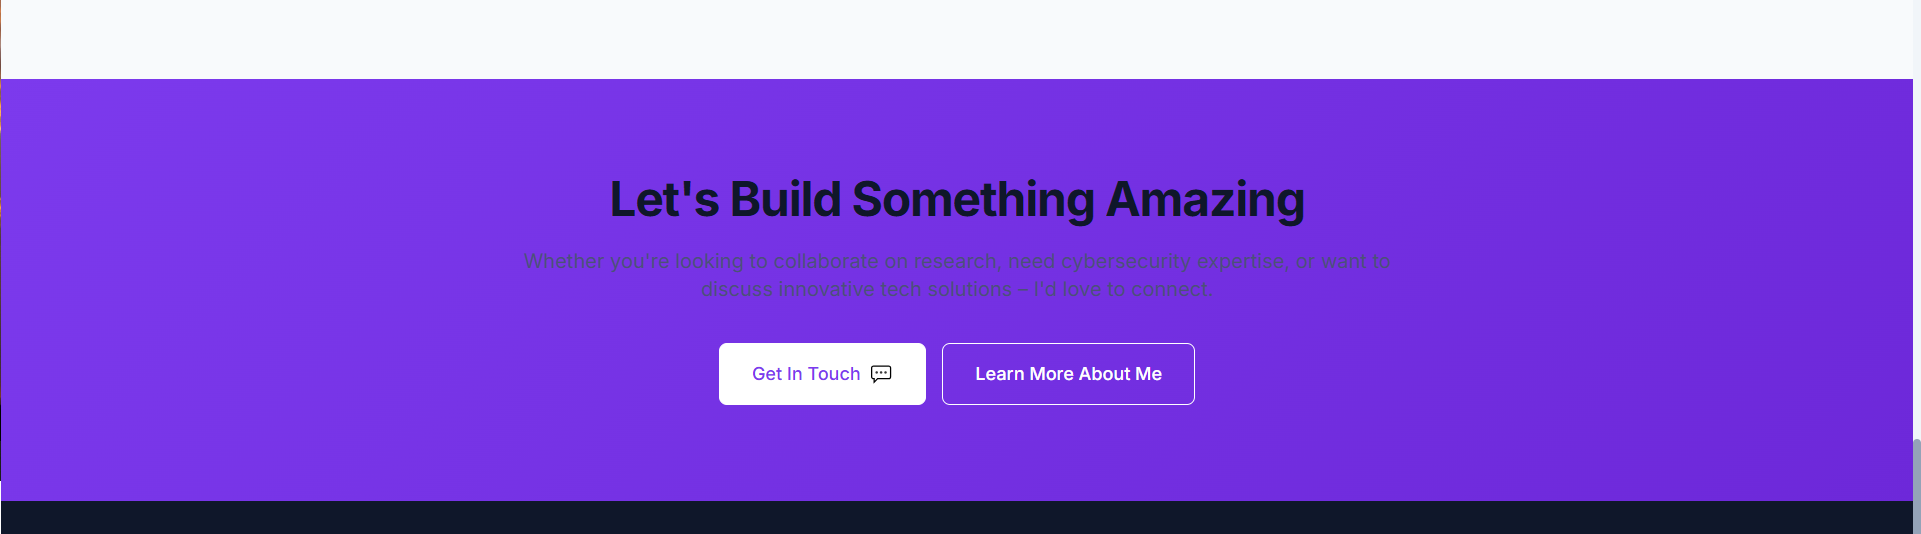 Let's Build Something Amazing
Whether you're looking to collaborate on research, need cybersecurity expertise, or want to
discuss innovative tech solutions – I'd love to connect.
Get In Touch 💬
Learn More About Me